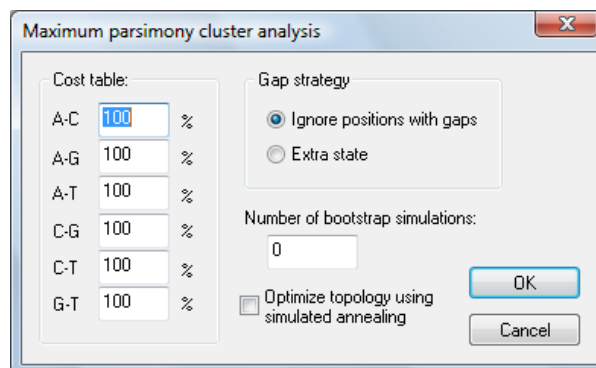 Maximum parsimony cluster analysis
Cost table:
A-C 100 %
A-G 100 %
A-T 100 %
C-G 100 %
C-T 100 %
G-T 100 %
Gap strategy
Ignore positions with gaps
Extra state
Number of bootstrap simulations:
0
Optimize topology using
simulated annealing
OK
Cancel